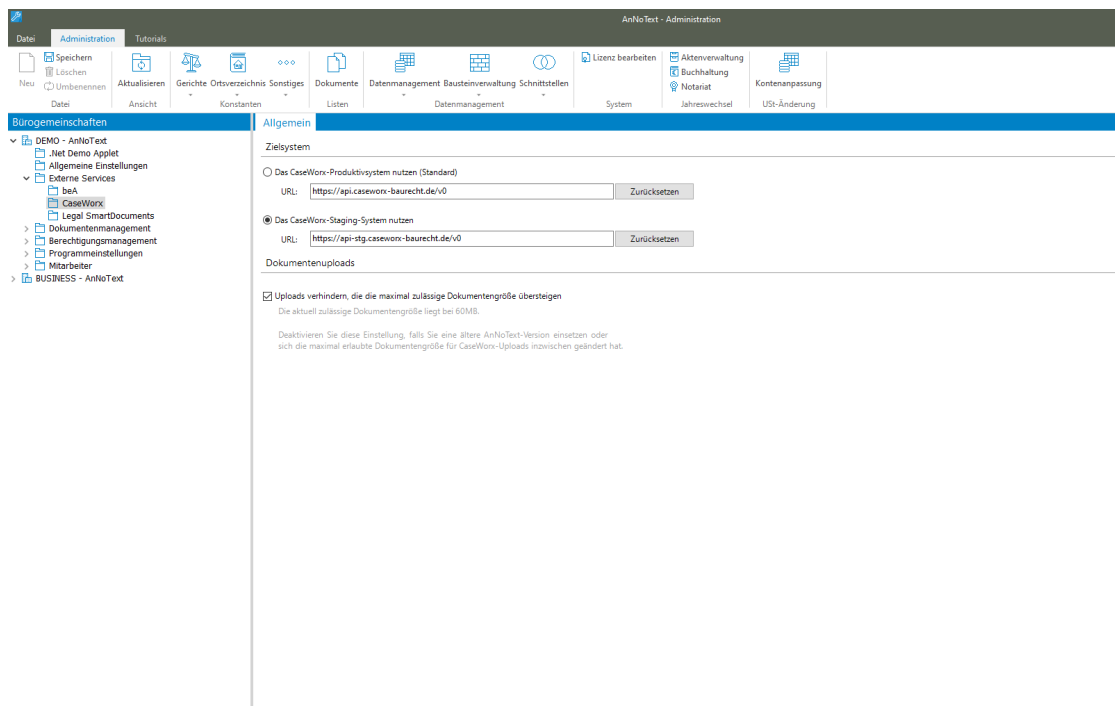 AnNoText - Administration
Datei Administration Tutorials
Neu
Speichern
Löschen
Umbenennen
Datei
Aktualisieren
Ansicht
Gerichte Ortsverzeichnis Sonstiges
Konstanten
Dokumente
Listen
Datenmanagement Bausteinverwaltung Schnittstellen
Datenmanagement
Lizenz bearbeiten
System
Aktenverwaltung
Buchhaltung
Notariat
Jahreswechsel
Kontenanpassung
USt-Änderung
Bürogemeinschaften
DEMO - AnNoText
.Net Demo Applet
Allgemeine Einstellungen
Externe Services
beA
CaseWorx
Legal SmartDocuments
Dokumentenmanagement
Berechtigungsmanagement
Programmeinstellungen
Mitarbeiter
BUSINESS - AnNoText
Allgemein
Zielsystem
Das CaseWorx-Produktivsystem nutzen (Standard)
URL: https://api.caseworx-baurecht.de/v0 Zurücksetzen
Das CaseWorx-Staging-System nutzen
URL: https://api-stg.caseworx-baurecht.de/v0 Zurücksetzen
Dokumentenuploads
Uploads verhindern, die die maximal zulässige Dokumentengröße übersteigen
Die aktuell zulässige Dokumentengröße liegt bei 60MB.
Deaktivieren Sie diese Einstellung, falls Sie eine ältere AnNoText-Version einsetzen oder
sich die maximal erlaubte Dokumentengröße für CaseWorx-Uploads inzwischen geändert hat.